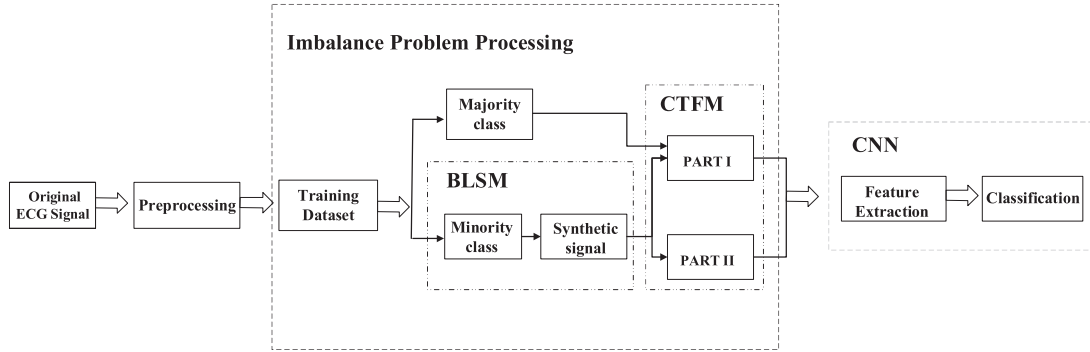 Imbalance Problem Processing
Original
ECG Signal
Preprocessing
Training
Dataset
Majority
class
BLSM
Minority
class
Synthetic
signal
CTFM
PART I
PART II
CNN
Feature
Extraction
Classification